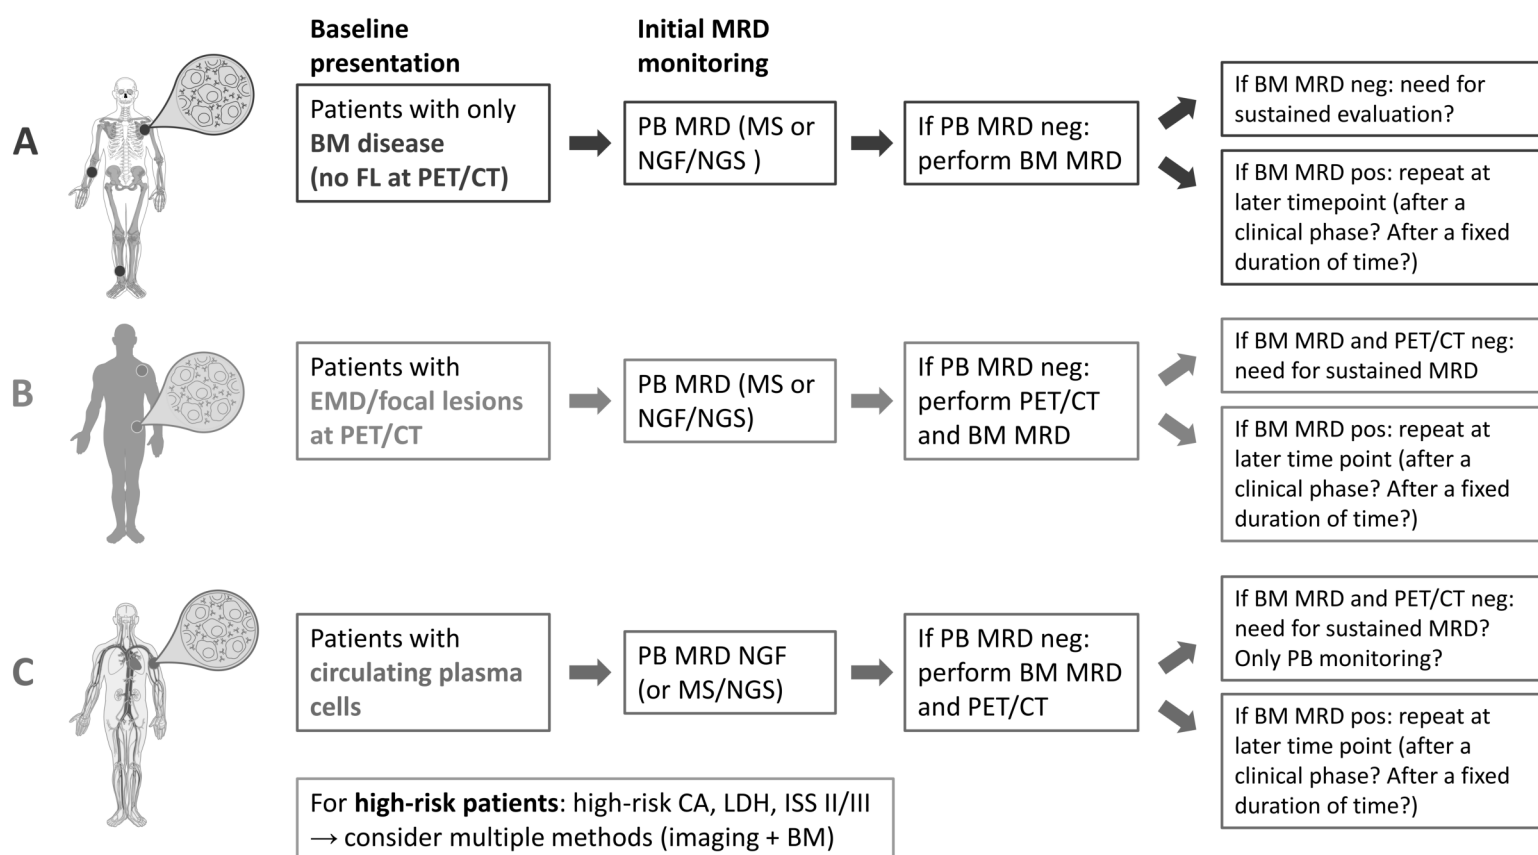 Baseline
presentation
Initial MRD
monitoring
A
Patients with only
BM disease
(no FL at PET/CT)
PB MRD (MS or
NGF/NGS )
If PB MRD neg:
perform BM MRD
If BM MRD neg: need for
sustained evaluation?
If BM MRD pos: repeat at
later timepoint (after a
clinical phase? After a fixed
duration of time?)
B
Patients with
EMD/focal lesions
at PET/CT
PB MRD (MS or
NGF/NGS)
If PB MRD neg:
perform PET/CT
and BM MRD
If BM MRD and PET/CT neg:
need for sustained MRD
If BM MRD pos: repeat at
later time point (after a
clinical phase? After a fixed
duration of time?)
C
Patients with
circulating plasma
cells
PB MRD NGF
(or MS/NGS)
If PB MRD neg:
perform BM MRD
and PET/CT
If BM MRD and PET/CT neg:
need for sustained MRD?
Only PB monitoring?
If BM MRD pos: repeat at
later time point (after a
clinical phase? After a fixed
duration of time?)
For high-risk patients: high-risk CA, LDH, ISS II/III
→ consider multiple methods (imaging + BM)